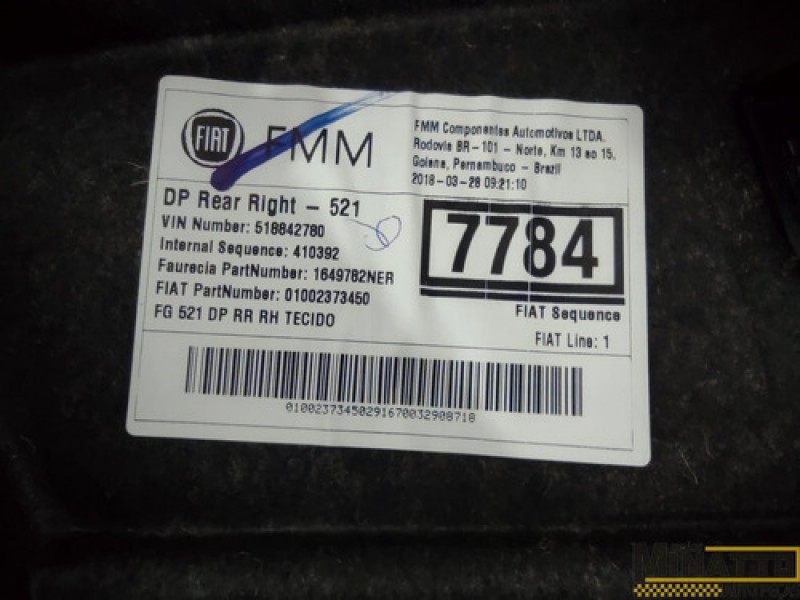 FIAT
FMM
FMM Componentes Automotivos LTDA.
Rodovia BR-101 - Norte, Km 13 ao 15,
Goiana, Pernambuco - Brazil
2018-03-28 09:21:10
DP Rear Right - 521
VIN Number: 518842780
Internal Sequence: 410392
Faurecia PartNumber: 1649782NER
FIAT PartNumber: 01002373450
FG 521 DP RR RH TECIDO
7784
FIAT Sequence
FIAT Line: 1
01002373450291670032908718
MINATTO
AUTOPEÇAS